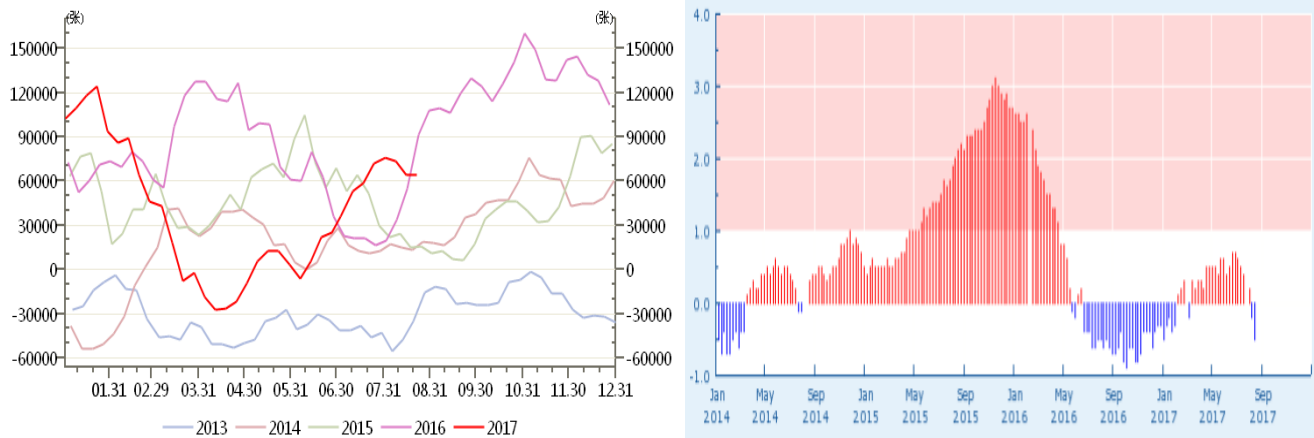 (张) (张)
150000 150000
120000 120000
90000 90000
60000 60000
30000 30000
0 0
-30000 -30000
-60000 -60000
01.31 02.29 03.31 04.30 05.31 06.30 07.31 08.31 09.30 10.31 11.30 12.31
2013 2014 2015 2016 2017
4.0
3.0
2.0
1.0
0.0
-1.0
Jan May Sep Jan May Sep Jan May Sep Jan May Sep
2014 2014 2014 2015 2015 2015 2016 2016 2016 2017 2017 2017